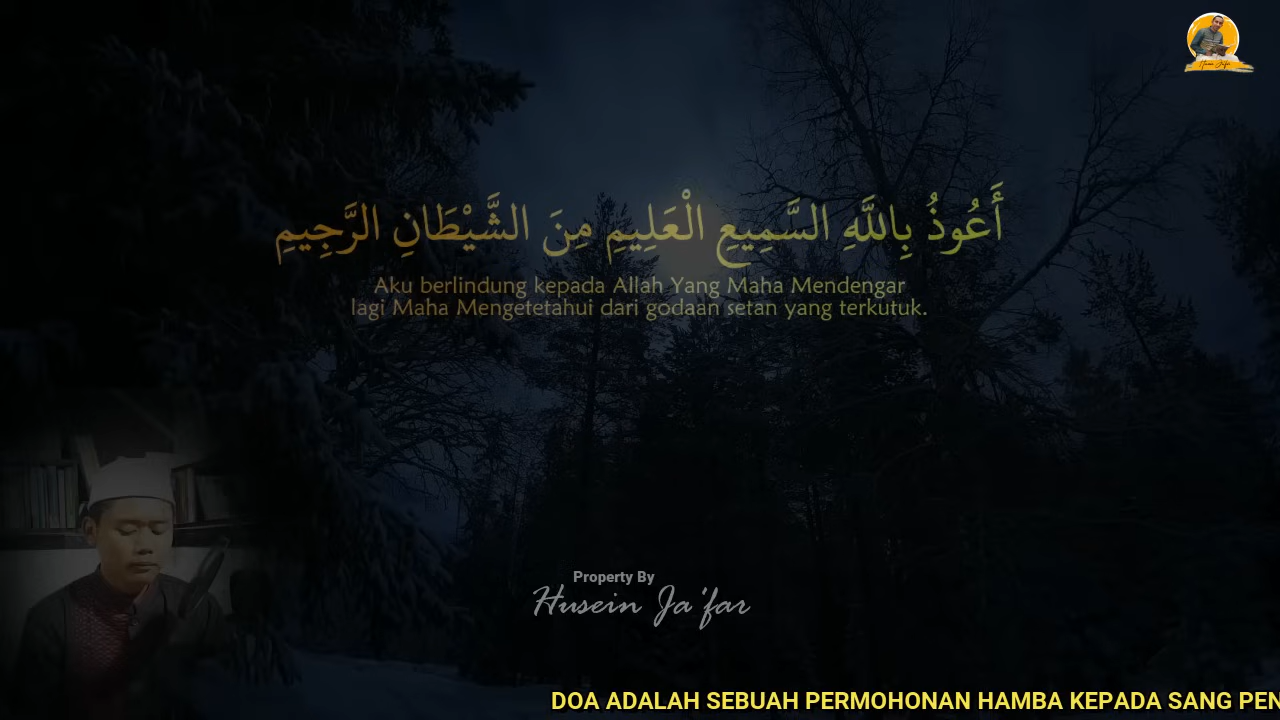 أَعُوذُ بِاللَّهِ السَّمِيعِ الْعَلِيمِ مِنَ الشَّيْطَانِ الرَّجِيمِ
Aku berlindung kepada Allah Yang Maha Mendengar
lagi Maha Mengetetahui dari godaan setan yang terkutuk.
Property By
Husein Ja'far
DOA ADALAH SEBUAH PERMOHONAN HAMBA KEPADA SANG PEN